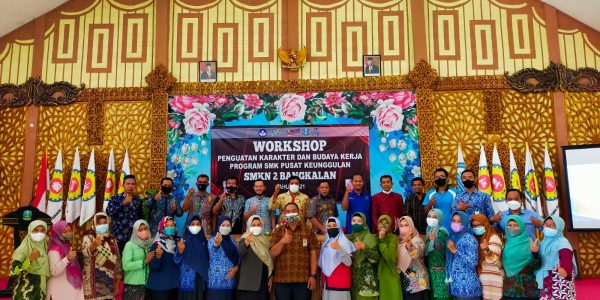 WORKSHOP
PENGUATAN KARAKTER DAN BUDAYA KERJA
PROGRAM SMK PUSAT KEUNGGULAN
SMKN 2 BANGKALAN